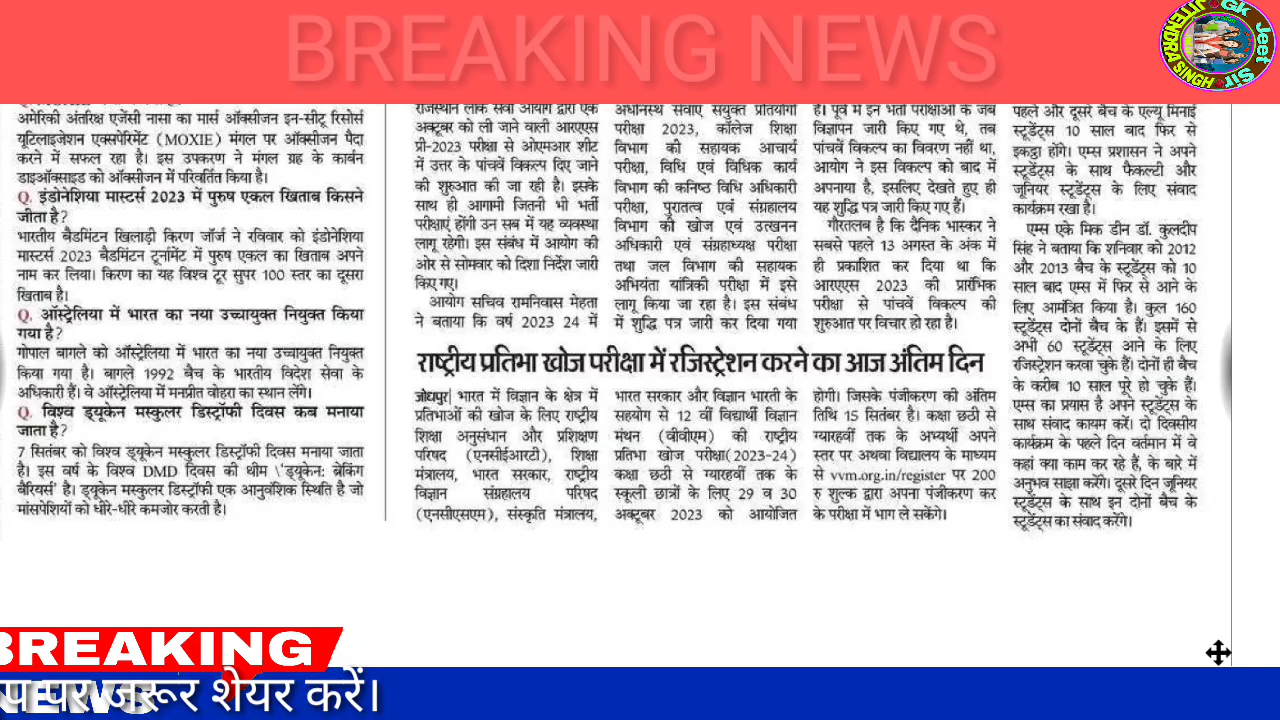 BREAKING NEWS
JITENDRA SINGH GK Jeet Sir
अमेरिकी अंतरिक्ष एजेंसी नासा का मार्स ऑक्सीजन इन-सीटू रिसोर्स
यूटिलाइजेशन एक्सपेरिमेंट (MOXIE) मंगल पर ऑक्सीजन पैदा
करने में सफल रहा है। इस उपकरण ने मंगल ग्रह के कार्बन
डाइऑक्साइड को ऑक्सीजन में परिवर्तित किया है।
Q. इंडोनेशिया मास्टर्स 2023 में पुरुष एकल खिताब किसने
जीता है?
भारतीय बैडमिंटन खिलाड़ी किरण जॉर्ज ने रविवार को इंडोनेशिया
मास्टर्स 2023 बैडमिंटन टूर्नामेंट में पुरुष एकल का खिताब अपने
नाम कर लिया। किरण का यह विश्व टूर सुपर 100 स्तर का दूसरा
खिताब है।
Q. ऑस्ट्रेलिया में भारत का नया उच्चायुक्त नियुक्त किया
गया है?
गोपाल बागले को ऑस्ट्रेलिया में भारत का नया उच्चायुक्त नियुक्त
किया गया है। बागले 1992 बैच के भारतीय विदेश सेवा के
अधिकारी हैं। वे ऑस्ट्रेलिया में मनप्रीत वोहरा का स्थान लेंगे।
Q. विश्व ड्यूकेन मस्कुलर डिस्ट्रॉफी दिवस कब मनाया
जाता है?
7 सितंबर को विश्व ड्यूकेन मस्कुलर डिस्ट्रॉफी दिवस मनाया जाता
है। इस वर्ष के विश्व DMD दिवस की थीम \'ड्यूकेन: ब्रेकिंग
बैरियर्स' है। ड्यूकेन मस्कुलर डिस्ट्रॉफी एक आनुवंशिक स्थिति है जो
मांसपेशियों को धीरे-धीरे कमजोर करती है।
राजस्थान लोक सेवा आयोग द्वारा एक
अक्टूबर को ली जाने वाली आरएएस
प्री-2023 परीक्षा से ओएमआर शीट
में उत्तर के पांचवें विकल्प दिए जाने
की शुरुआत की जा रही है। इसके
साथ ही आगामी जितनी भी भर्ती
परीक्षाएं होंगी उन सब में यह व्यवस्था
लागू रहेगी। इस संबंध में आयोग की
ओर से सोमवार को दिशा निर्देश जारी
किए गए।
आयोग सचिव रामनिवास मेहता
ने बताया कि वर्ष 2023 24 में
अधीनस्थ सेवाएं संयुक्त प्रतियोगी
परीक्षा 2023, कॉलेज शिक्षा
विभाग की सहायक आचार्य
परीक्षा, विधि एवं विधिक कार्य
विभाग की कनिष्ठ विधि अधिकारी
परीक्षा, पुरातत्व एवं संग्रहालय
विभाग की खोज एवं उत्खनन
अधिकारी एवं संग्रहाध्यक्ष परीक्षा
तथा जल विभाग की सहायक
अभियंता यांत्रिकी परीक्षा में इसे
लागू किया जा रहा है। इस संबंध
में शुद्धि पत्र जारी कर दिया गया
है। पूर्व में इन भर्ती परीक्षाओं के जब
विज्ञापन जारी किए गए थे, तब
पांचवें विकल्प का विवरण नहीं था,
आयोग ने इस विकल्प को बाद में
अपनाया है, इसलिए देखते हुए ही
यह शुद्धि पत्र जारी किए गए हैं।
गौरतलब है कि दैनिक भास्कर ने
सबसे पहले 13 अगस्त के अंक में
ही प्रकाशित कर दिया था कि
आरएएस 2023 की प्रारंभिक
परीक्षा से पांचवें विकल्प की
शुरुआत पर विचार हो रहा है।
राष्ट्रीय प्रतिभा खोज परीक्षा में रजिस्ट्रेशन करने का आज अंतिम दिन
जोधपुर| भारत में विज्ञान के क्षेत्र में
प्रतिभाओं की खोज के लिए राष्ट्रीय
शिक्षा अनुसंधान और प्रशिक्षण
परिषद (एनसीईआरटी), शिक्षा
मंत्रालय, भारत सरकार, राष्ट्रीय
विज्ञान संग्रहालय परिषद
(एनसीएसएम), संस्कृति मंत्रालय,
भारत सरकार और विज्ञान भारती के
सहयोग से 12 वीं विद्यार्थी विज्ञान
मंथन (वीवीएम) की राष्ट्रीय
प्रतिभा खोज परीक्षा(2023-24)
कक्षा छठी से ग्यारहवीं तक के
स्कूली छात्रों के लिए 29 व 30
अक्टूबर 2023 को आयोजित
होगी। जिसके पंजीकरण की अंतिम
तिथि 15 सितंबर है। कक्षा छठी से
ग्यारहवीं तक के अभ्यर्थी अपने
स्तर पर अथवा विद्यालय के माध्यम
से vvm.org.in/register पर 200
रु शुल्क द्वारा अपना पंजीकरण कर
के परीक्षा में भाग ले सकेंगे।
पहले और दूसरे बैच के एल्यू मिनाई
स्टूडेंट्स 10 साल बाद फिर से
इकट्ठा होंगे। एम्स प्रशासन ने अपने
स्टूडेंट्स के साथ फैकल्टी और
जूनियर स्टूडेंट्स के लिए संवाद
कार्यक्रम रखा है।
एम्स एके मिक डीन डॉ. कुलदीप
सिंह ने बताया कि शनिवार को 2012
और 2013 बैच के स्टूडेंट्स को 10
साल बाद एम्स में फिर से आने के
लिए आमंत्रित किया है। कुल 160
स्टूडेंट्स दोनों बैच के हैं। इसमें से
अभी 60 स्टूडेंट्स आने के लिए
रजिस्ट्रेशन करवा चुके हैं। दोनों ही बैच
के करीब 10 साल पूरे हो चुके हैं।
एम्स का प्रयास है अपने स्टूडेंट्स के
साथ संवाद कायम करें। दो दिवसीय
कार्यक्रम के पहले दिन वर्तमान में वे
कहां क्या काम कर रहे हैं, के बारे में
अनुभव साझा करेंगे। दूसरे दिन जूनियर
स्टूडेंट्स के साथ इन दोनों बैच के
स्टूडेंट्स का संवाद करेंगे।
BREAKING
NEWS
पर जरूर शेयर करें।